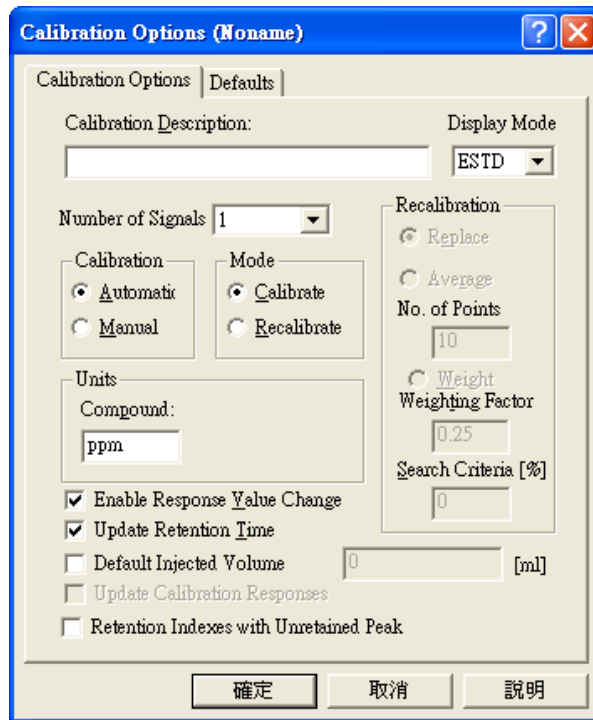 Calibration Options (Noname)
Calibration Options Defaults
Calibration Description: Display Mode
ESTD
Number of Signals 1
Recalibration
Replace
Average
No. of Points
10
Weight
Weighting Factor
0.25
Search Criteria [%]
0
Calibration
Automatic
Manual
Mode
Calibrate
Recalibrate
Units
Compound:
ppm
Enable Response Value Change
Update Retention Time
Default Injected Volume 0 [ml]
Update Calibration Responses
Retention Indexes with Unretained Peak
確定 取消 說明